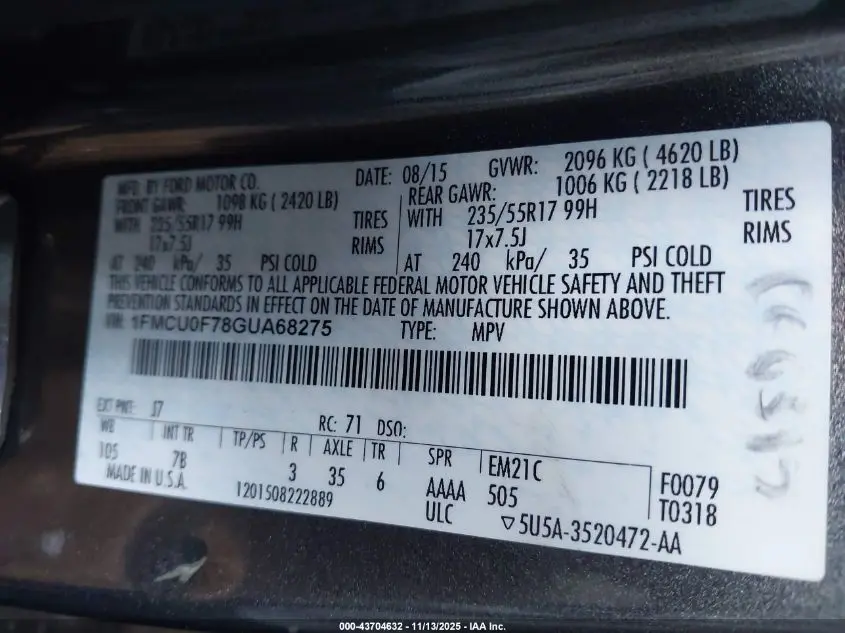 MFD. BY FORD MOTOR CO.
DATE: 08/15
GVWR: 2096 KG ( 4620 LB)
FRONT GAWR: 1098 KG ( 2420 LB)
REAR GAWR: 1006 KG ( 2218 LB)
WITH 235/55R17 99H TIRES
WITH 235/55R17 99H TIRES
17x7.5J RIMS
17x7.5J RIMS
AT 240 kPa/ 35 PSI COLD
AT 240 kPa/ 35 PSI COLD
THIS VEHICLE CONFORMS TO ALL APPLICABLE FEDERAL MOTOR VEHICLE SAFETY AND THEFT
PREVENTION STANDARDS IN EFFECT ON THE DATE OF MANUFACTURE SHOWN ABOVE.
VIN: 1FMCU0F78GUA68275
TYPE: MPV
EXT PNT: J7
RC: 71 DSO:
WB INT TR TP/PS R AXLE TR SPR
105 7B 3 35 6 AAAA
ULC
EM21C
505
F0079
T0318
MADE IN U.S.A.
1201508222889
▽5U5A-3520472-AA
000-43704632 - 11/13/2025 - IAA Inc.